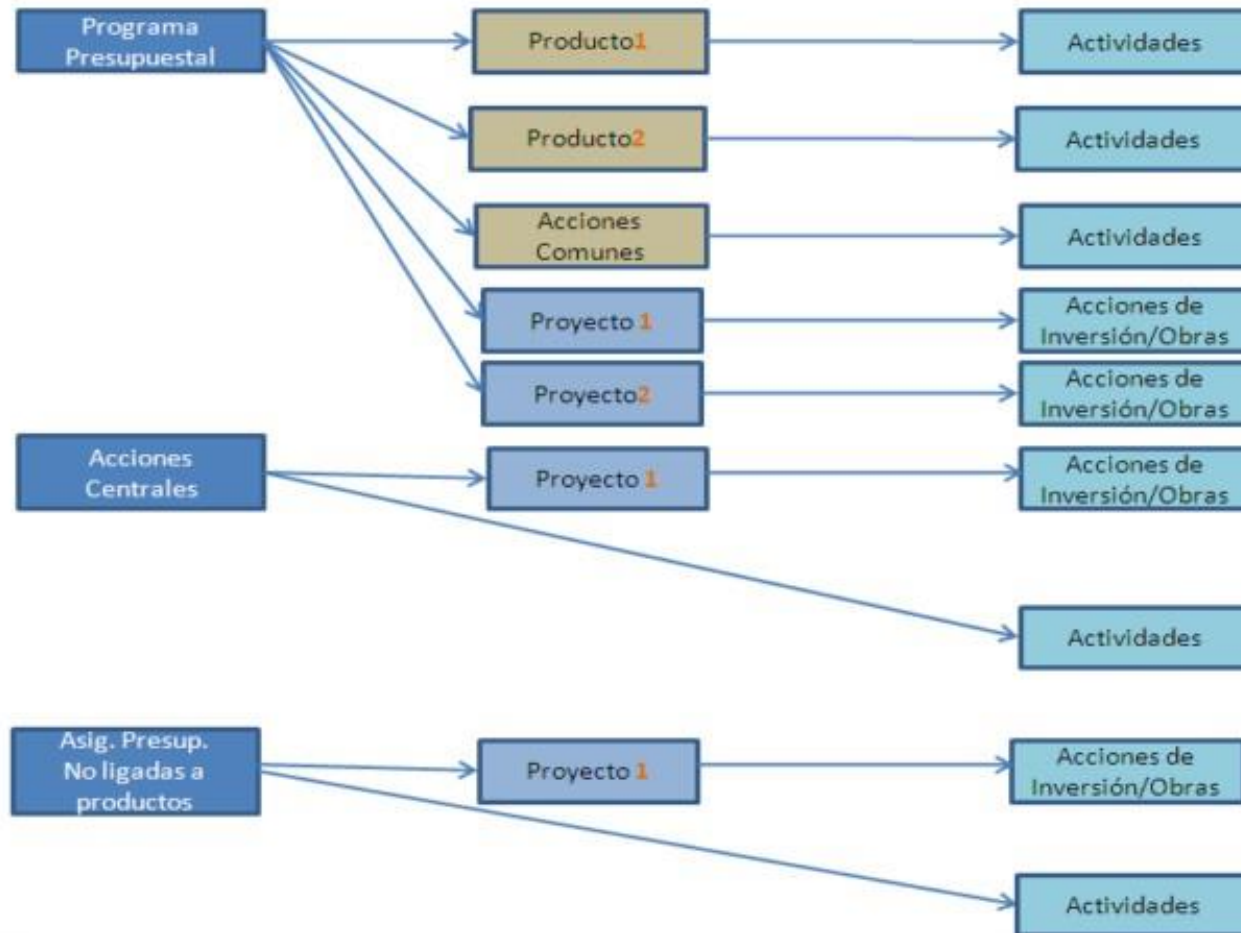 Programa
Presupuestal
Producto1
Actividades
Producto2
Actividades
Acciones
Comunes
Actividades
Proyecto 1
Acciones de
Inversión/Obras
Proyecto2
Acciones de
Inversión/Obras
Acciones
Centrales
Proyecto 1
Acciones de
Inversión/Obras
Actividades
Asig. Presup.
No ligadas a
productos
Proyecto 1
Acciones de
Inversión/Obras
Actividades